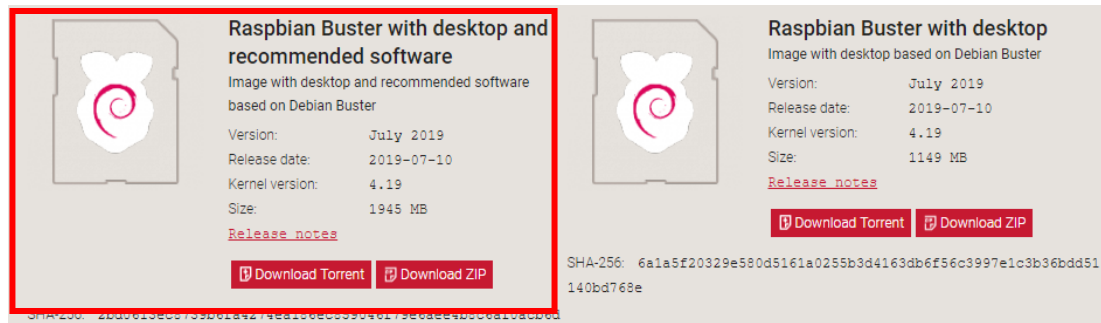 Raspbian Buster with desktop and
recommended software
Image with desktop and recommended software
based on Debian Buster
Version: July 2019
Release date: 2019-07-10
Kernel version: 4.19
Size: 1945 MB
Release notes
Download Torrent Download ZIP
Raspbian Buster with desktop
Image with desktop based on Debian Buster
Version: July 2019
Release date: 2019-07-10
Kernel version: 4.19
Size: 1149 MB
Release notes
Download Torrent Download ZIP
SHA-256: 6a1a5f20329e580d5161a0255b3d4163db6f56c3997e1c3b36bdd51
140bd768e